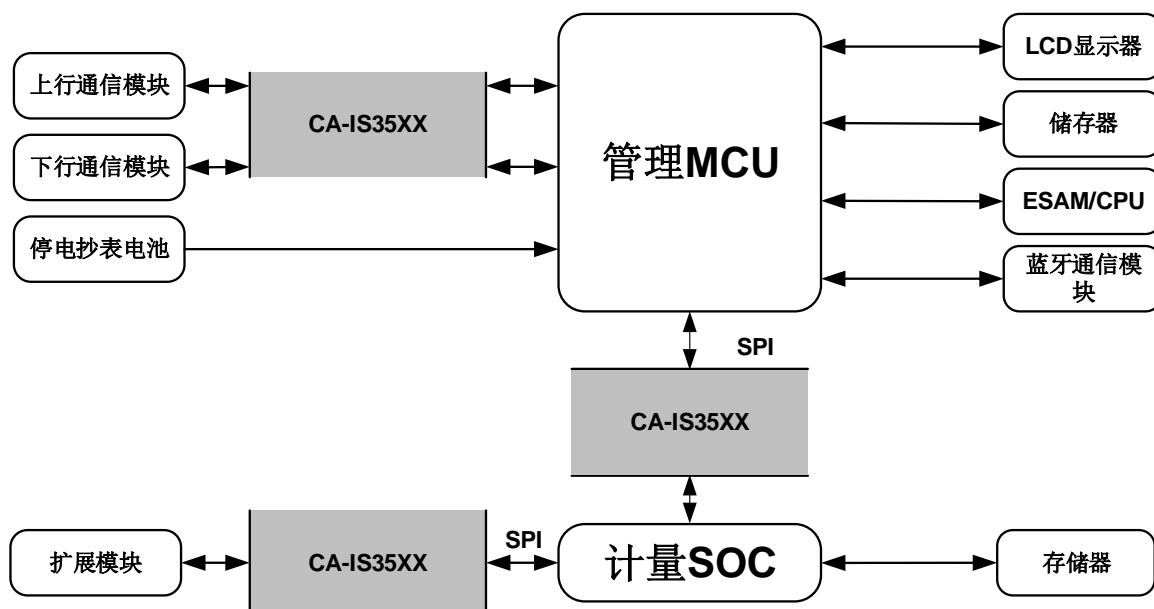 上行通信模块
CA-IS35XX
下行通信模块
停电抄表电池
管理MCU
LCD显示器
储存器
ESAM/CPU
蓝牙通信模
块
SPI
CA-IS35XX
扩展模块
CA-IS35XX
SPI
计量SOC
存储器